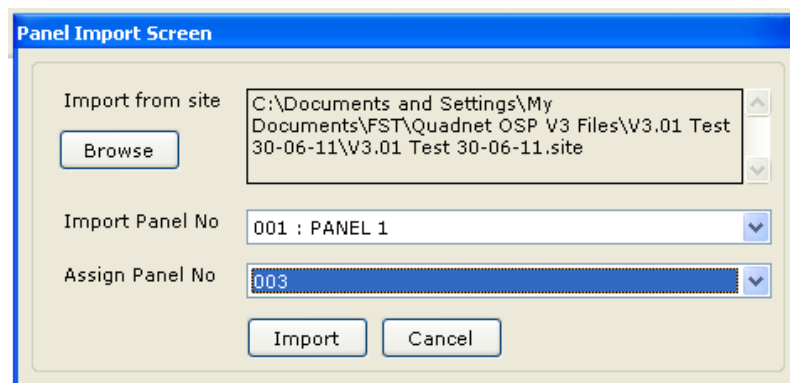 Panel Import Screen
Import from site
C:\Documents and Settings\My
Documents\FST\Quadnet OSP V3 Files\V3.01 Test
30-06-11\V3.01 Test 30-06-11.site
Browse
Import Panel No
001 : PANEL 1
Assign Panel No
003
Import
Cancel